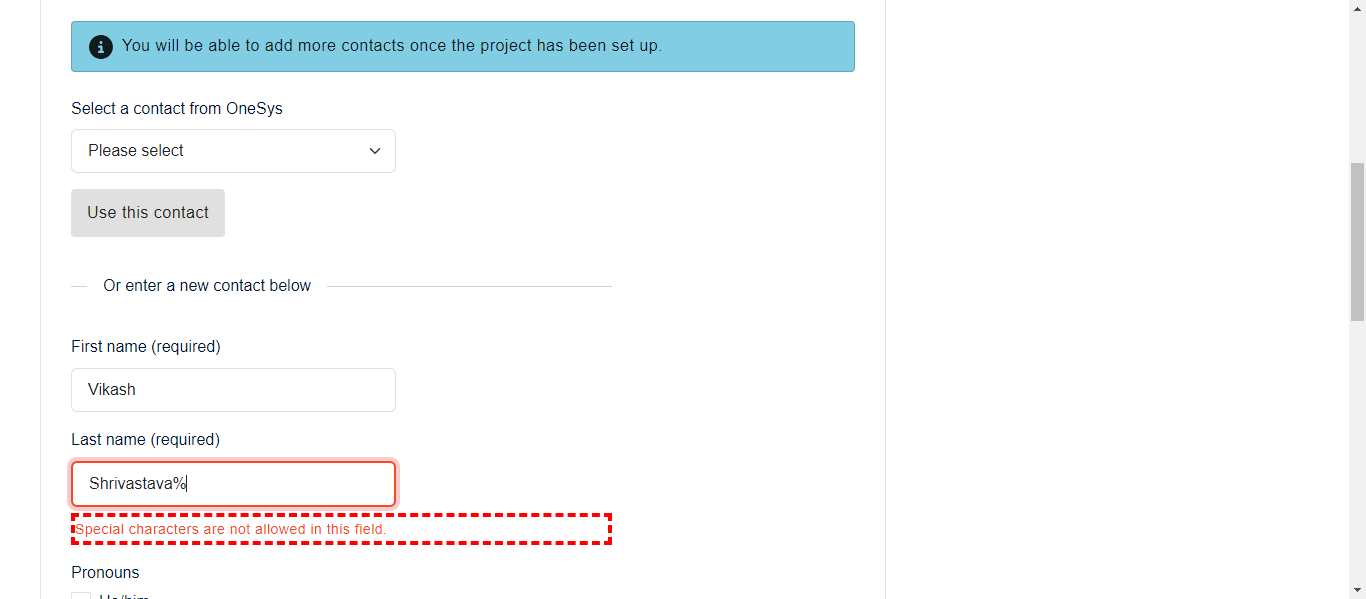 You will be able to add more contacts once the project has been set up.
Select a contact from OneSys
Please select
Use this contact
Or enter a new contact below
First name (required)
Vikash
Last name (required)
Shrivastava%
Special characters are not allowed in this field.
Pronouns
He/him